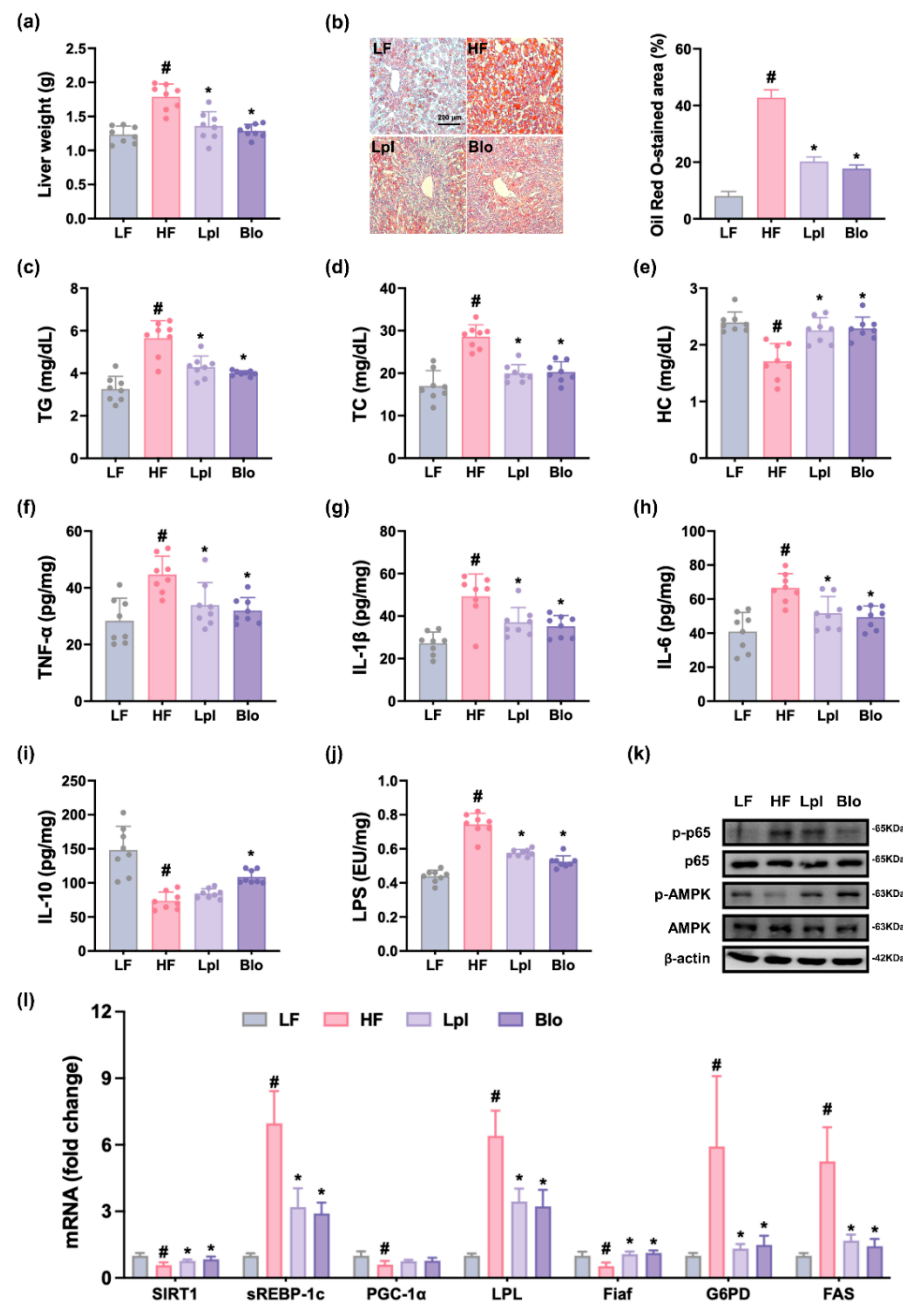 (a)
Liver weight (g)
2.5
2.0
1.5
1.0
0.5
0.0
#
*
*
LF HF Lpl Blo
(b)
LF HF
200 μm
Lpl Blo
Oil Red O-stained area (%)
60
40
20
0
#
*
*
LF HF Lpl Blo
(c)
TG (mg/dL)
8
6
4
2
0
#
*
*
LF HF Lpl Blo
(d)
TC (mg/dL)
40
30
20
10
0
#
*
*
LF HF Lpl Blo
(e)
HC (mg/dL)
3
2
1
0
#
*
*
LF HF Lpl Blo
(f)
TNF-α (pg/mg)
60
40
20
0
#
*
*
LF HF Lpl Blo
(g)
IL-1β (pg/mg)
80
60
40
20
0
#
*
*
LF HF Lpl Blo
(h)
IL-6 (pg/mg)
100
80
60
40
20
0
#
*
*
LF HF Lpl Blo
(i)
IL-10 (pg/mg)
250
200
150
100
50
0
#
*
LF HF Lpl Blo
(j)
LPS (EU/mg)
1.0
0.8
0.6
0.4
0.2
0.0
#
*
*
LF HF Lpl Blo
(k)
LF HF Lpl Blo
p-p65 -65KDa
p65 -65KDa
p-AMPK -63KDa
AMPK -63KDa
β-actin -42KDa
(l)
mRNA (fold change)
12
9
6
3
0
LF HF Lpl Blo
# * *
# * *
#
# * *
# * *
# * *
# * *
SIRT1 sREBP-1c PGC-1α LPL Fiaf G6PD FAS